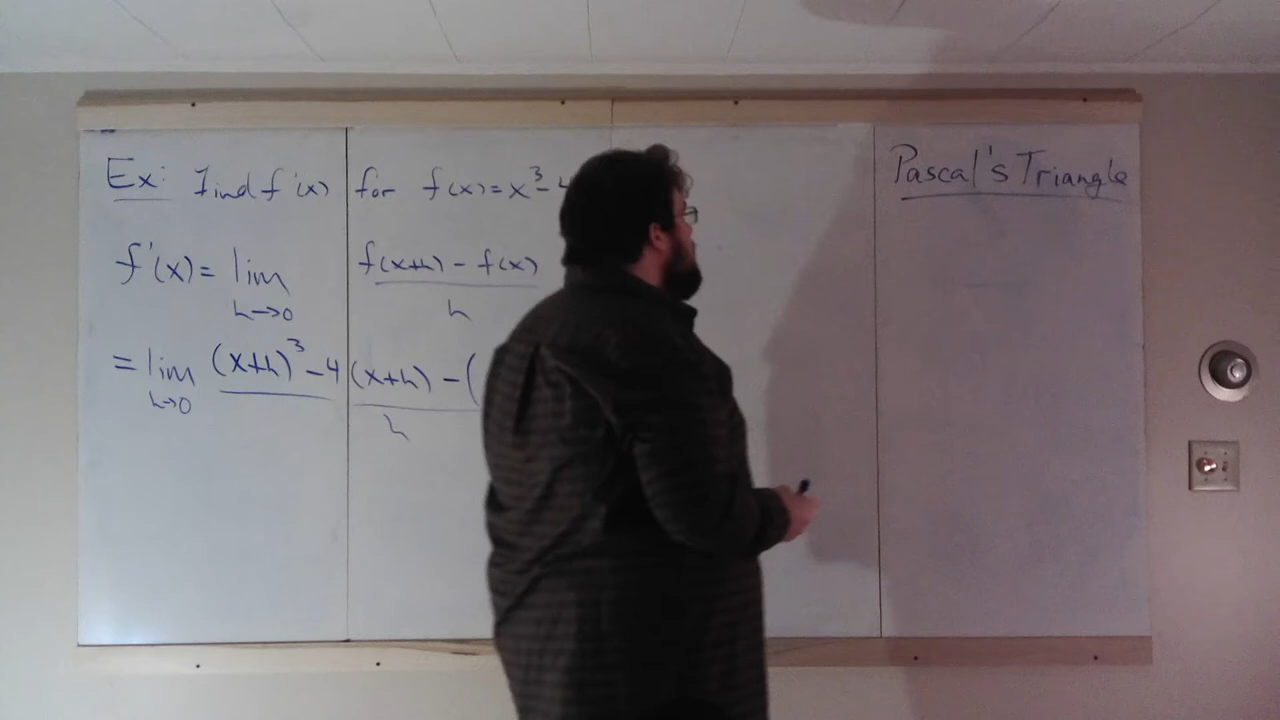 Ex: Find f'(x) for f(x)=x³-4
f'(x)= lim h→0 f(x+h) - f(x) / h
= lim h→0 (x+h)³ -4(x+h) - ( / h
Pascal's Triangle